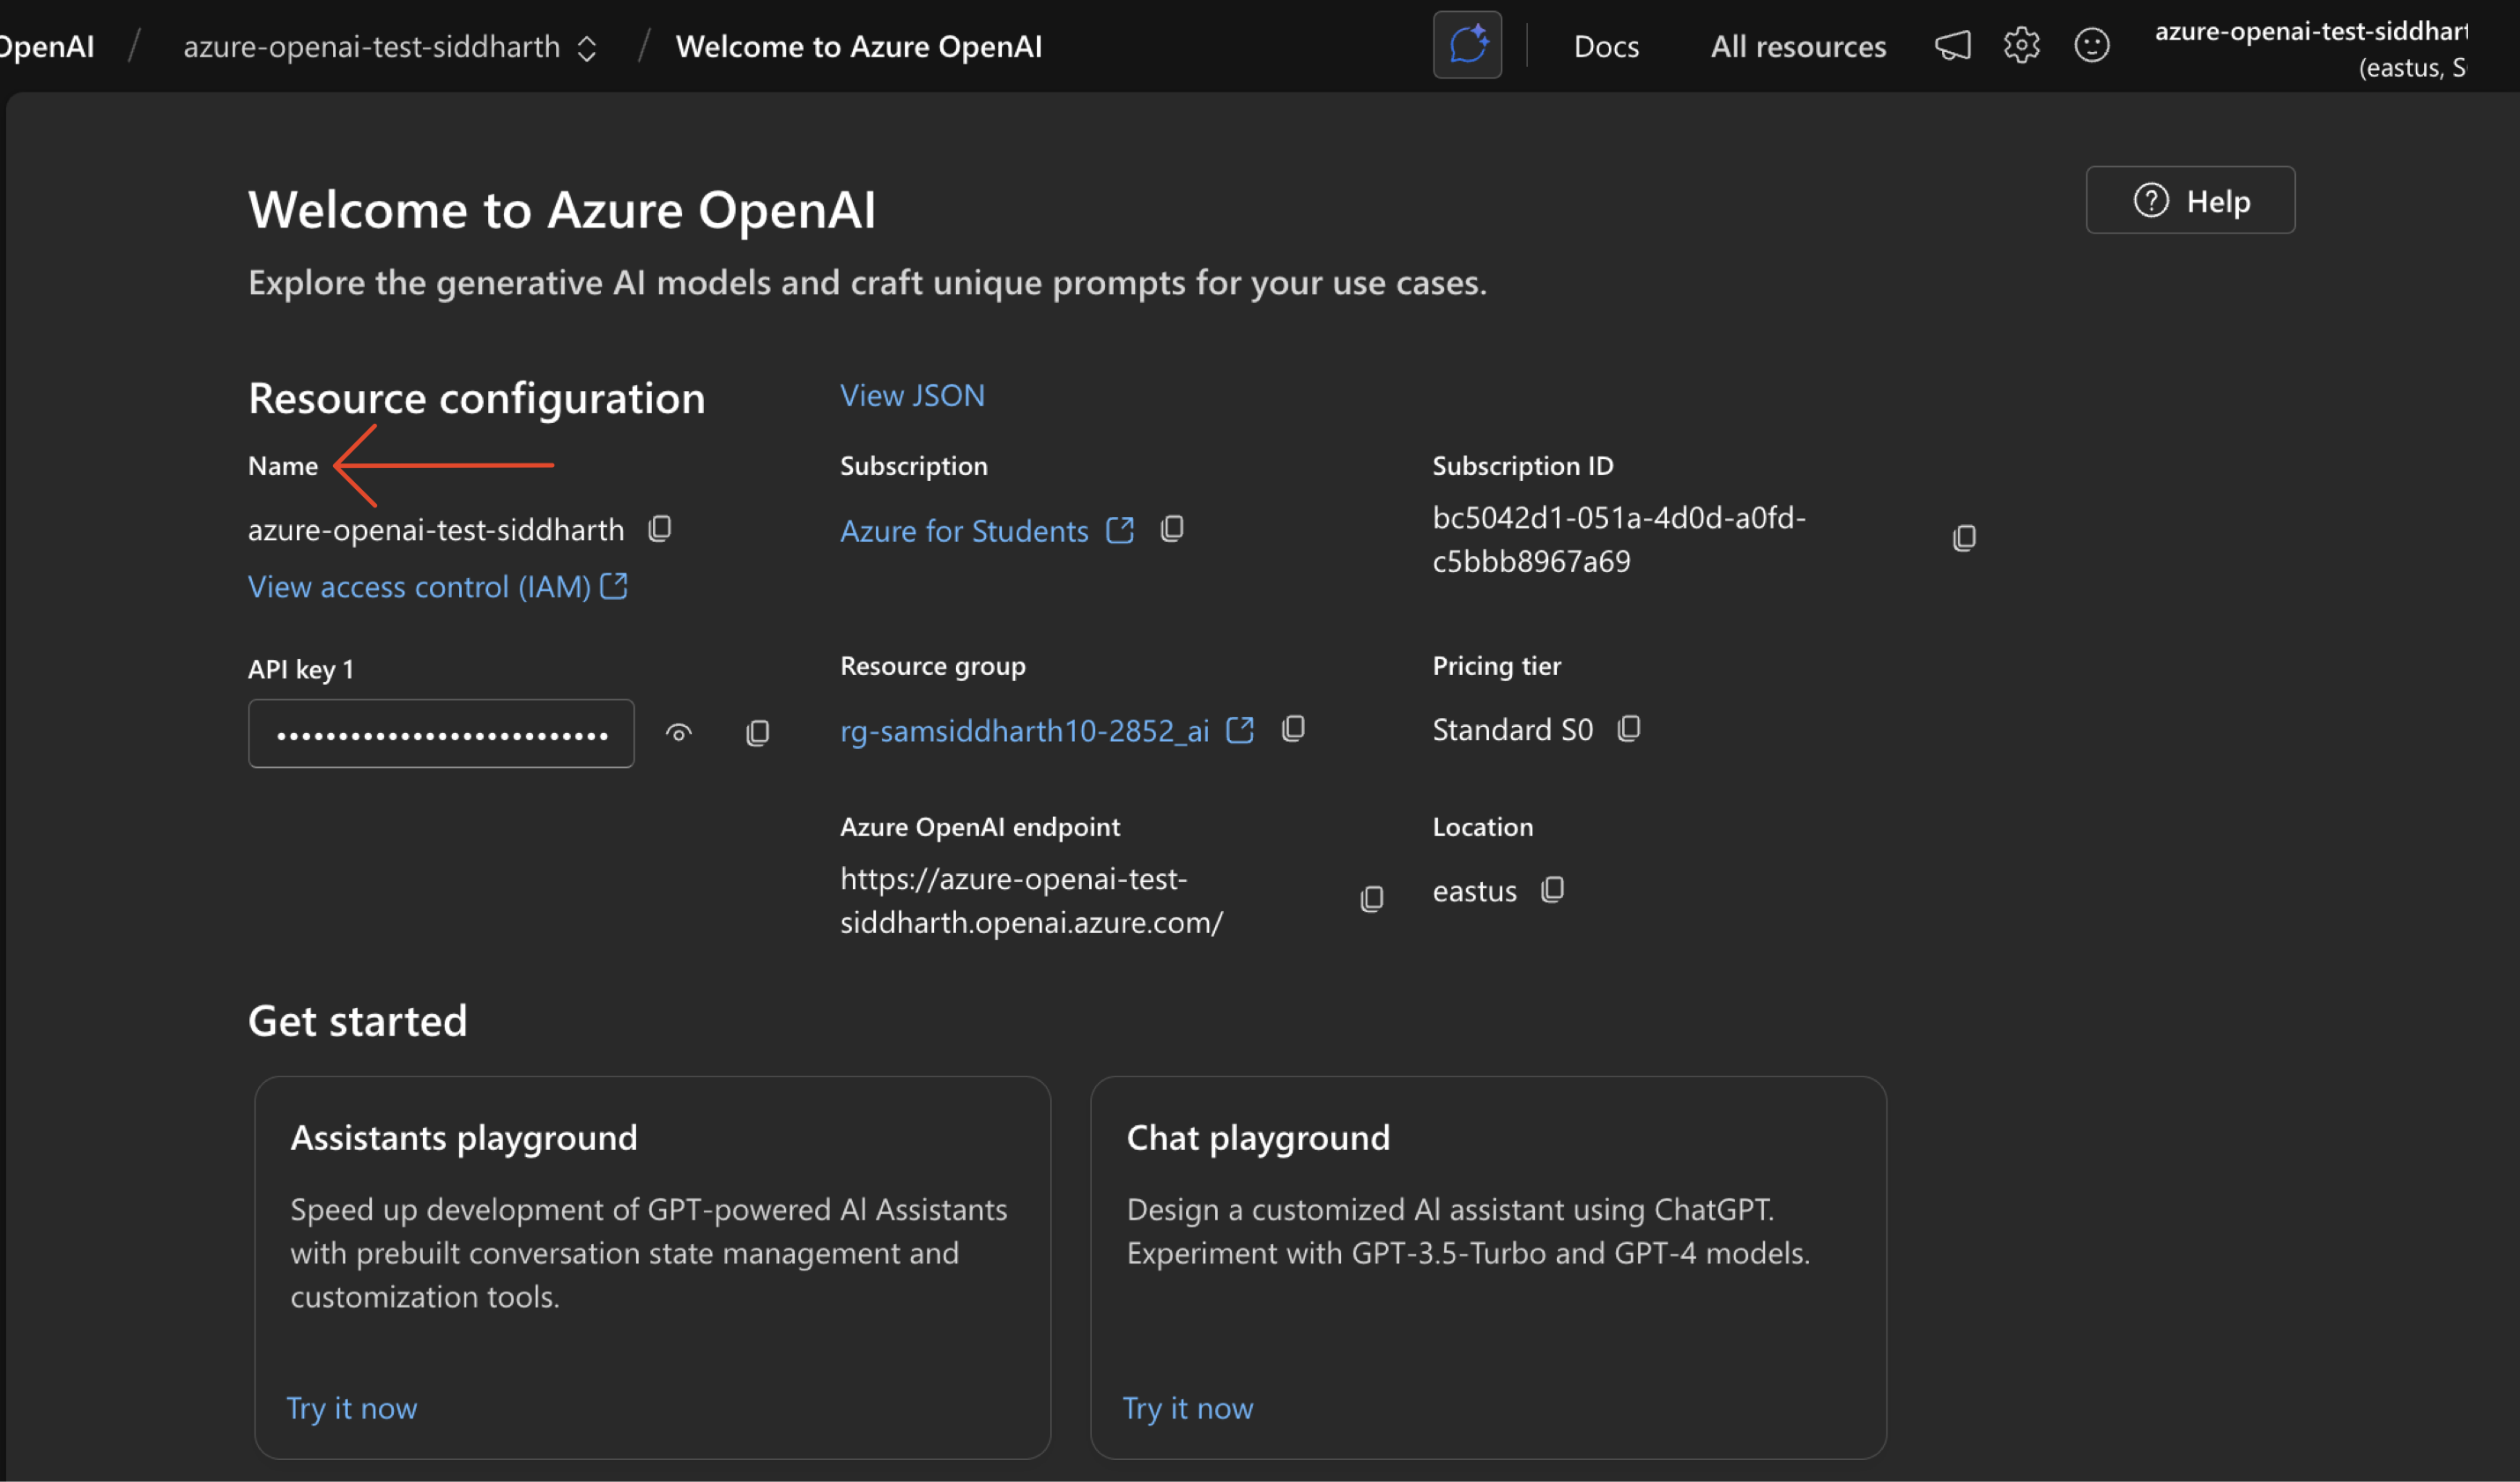 OpenAI / azure-openai-test-siddharth / Welcome to Azure OpenAI
Docs
All resources
azure-openai-test-siddhart
(eastus, S
Welcome to Azure OpenAI
Help
Explore the generative AI models and craft unique prompts for your use cases.
Resource configuration
View JSON
Name
azure-openai-test-siddharth
View access control (IAM)
Subscription
Azure for Students
Subscription ID
bc5042d1-051a-4d0d-a0fd-
c5bbb8967a69
API key 1
••••••••••••••••••••••••••••
Resource group
rg-samsiddharth10-2852_ai
Pricing tier
Standard S0
Azure OpenAI endpoint
https://azure-openai-test-
siddharth.openai.azure.com/
Location
eastus
Get started
Assistants playground
Speed up development of GPT-powered AI Assistants
with prebuilt conversation state management and
customization tools.
Try it now
Chat playground
Design a customized AI assistant using ChatGPT.
Experiment with GPT-3.5-Turbo and GPT-4 models.
Try it now